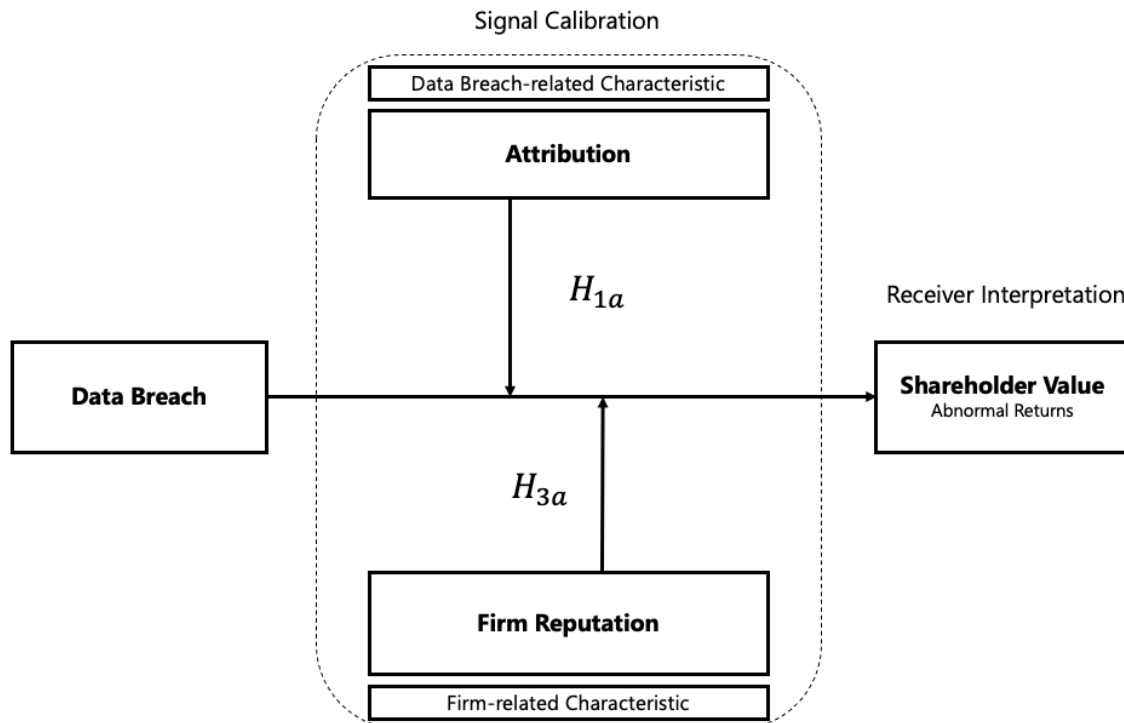 Signal Calibration
Data Breach-related Characteristic
Attribution
H1a
Receiver Interpretation
Data Breach
Shareholder Value
Abnormal Returns
H3a
Firm Reputation
Firm-related Characteristic